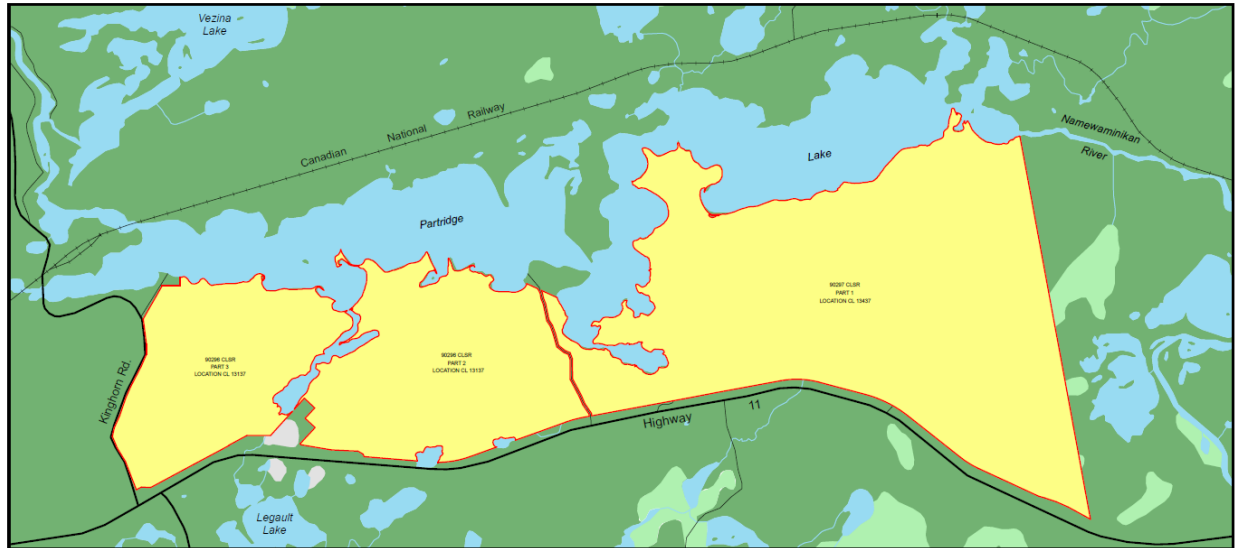 Vezina
Lake
Canadian National Railway
Namewaminikan
River
Lake
Partridge
90297 CLSR
PART 1
LOCATION CL 13437
90298 CLSR
PART 3
LOCATION CL 13137
90298 CLSR
PART 2
LOCATION CL 13137
Kinghorn Rd.
Highway 11
Legault
Lake